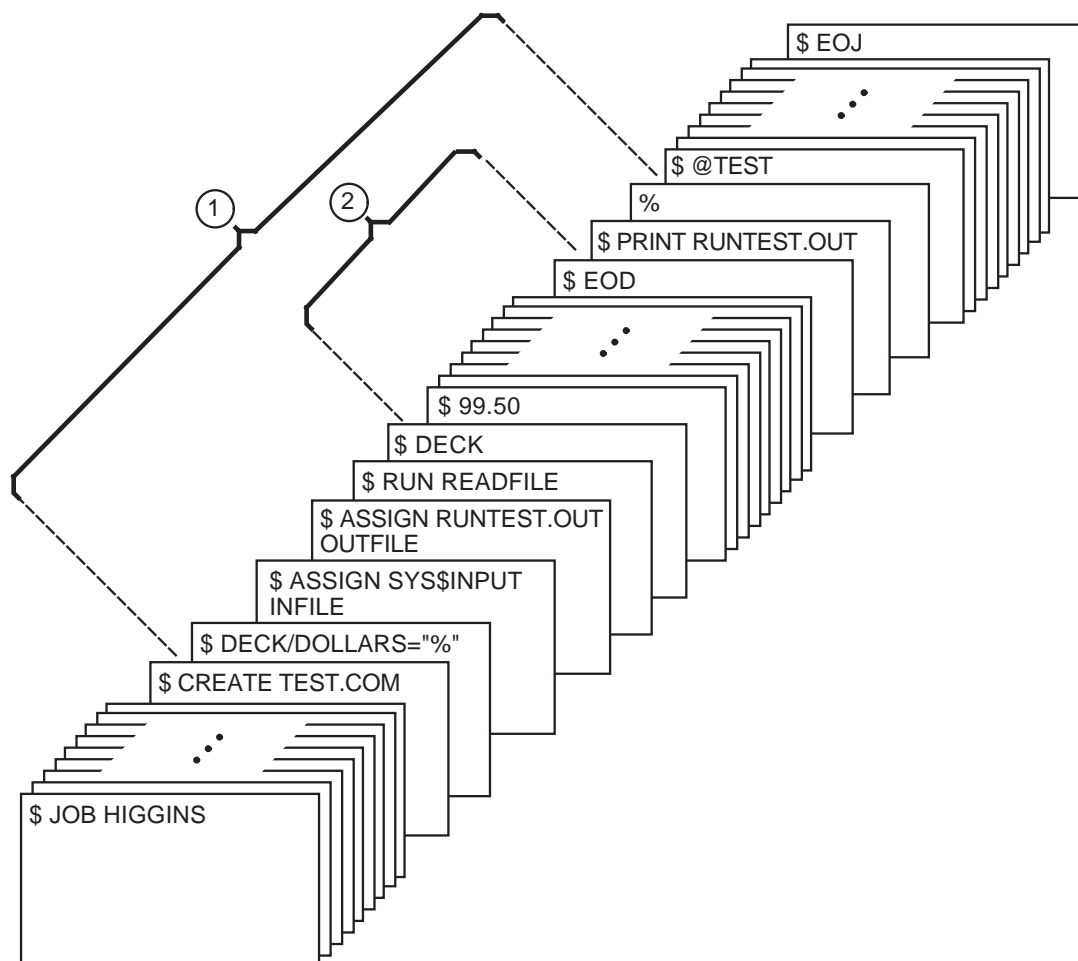 $ EOJ
$ @TEST
%
$ PRINT RUNTEST.OUT
$ EOD
$ 99.50
$ DECK
$ RUN READFILE
$ ASSIGN RUNTEST.OUT
OUTFILE
$ ASSIGN SYS$INPUT
INFILE
$ DECK/DOLLARS="%"
$ CREATE TEST.COM
$ JOB HIGGINS
1
2